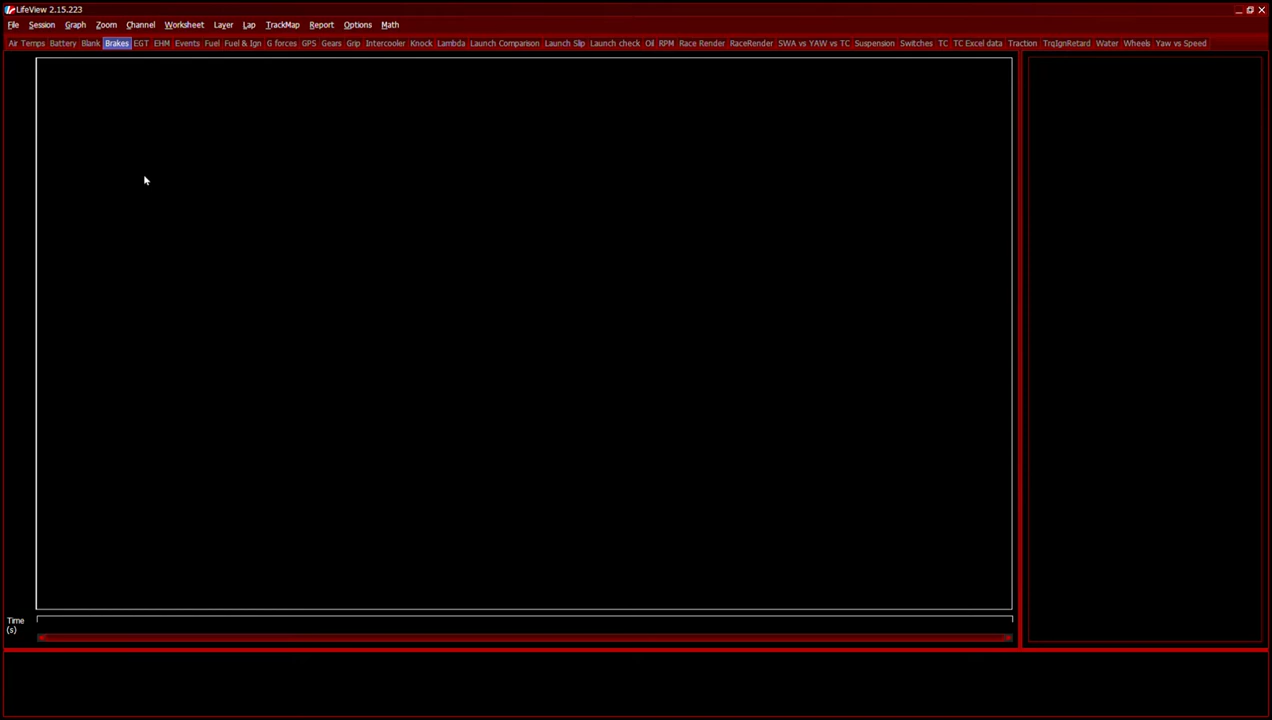 LifeView 2.15.223
File Session Graph Zoom Channel Worksheet Layer Lap TrackMap Report Options Math
Air Temps Battery Blank Brakes EGT EHM Events Fuel Fuel & Ign G forces GPS Gears Grip Intercooler Knock Lambda Launch Comparison Launch Slip Launch check Oil RPM Race Render RaceRender SWA vs YAW vs TC Suspension Switches TC TC Excel data Traction TrqIgnRetard Water Wheels Yaw vs Speed
Time
(s)